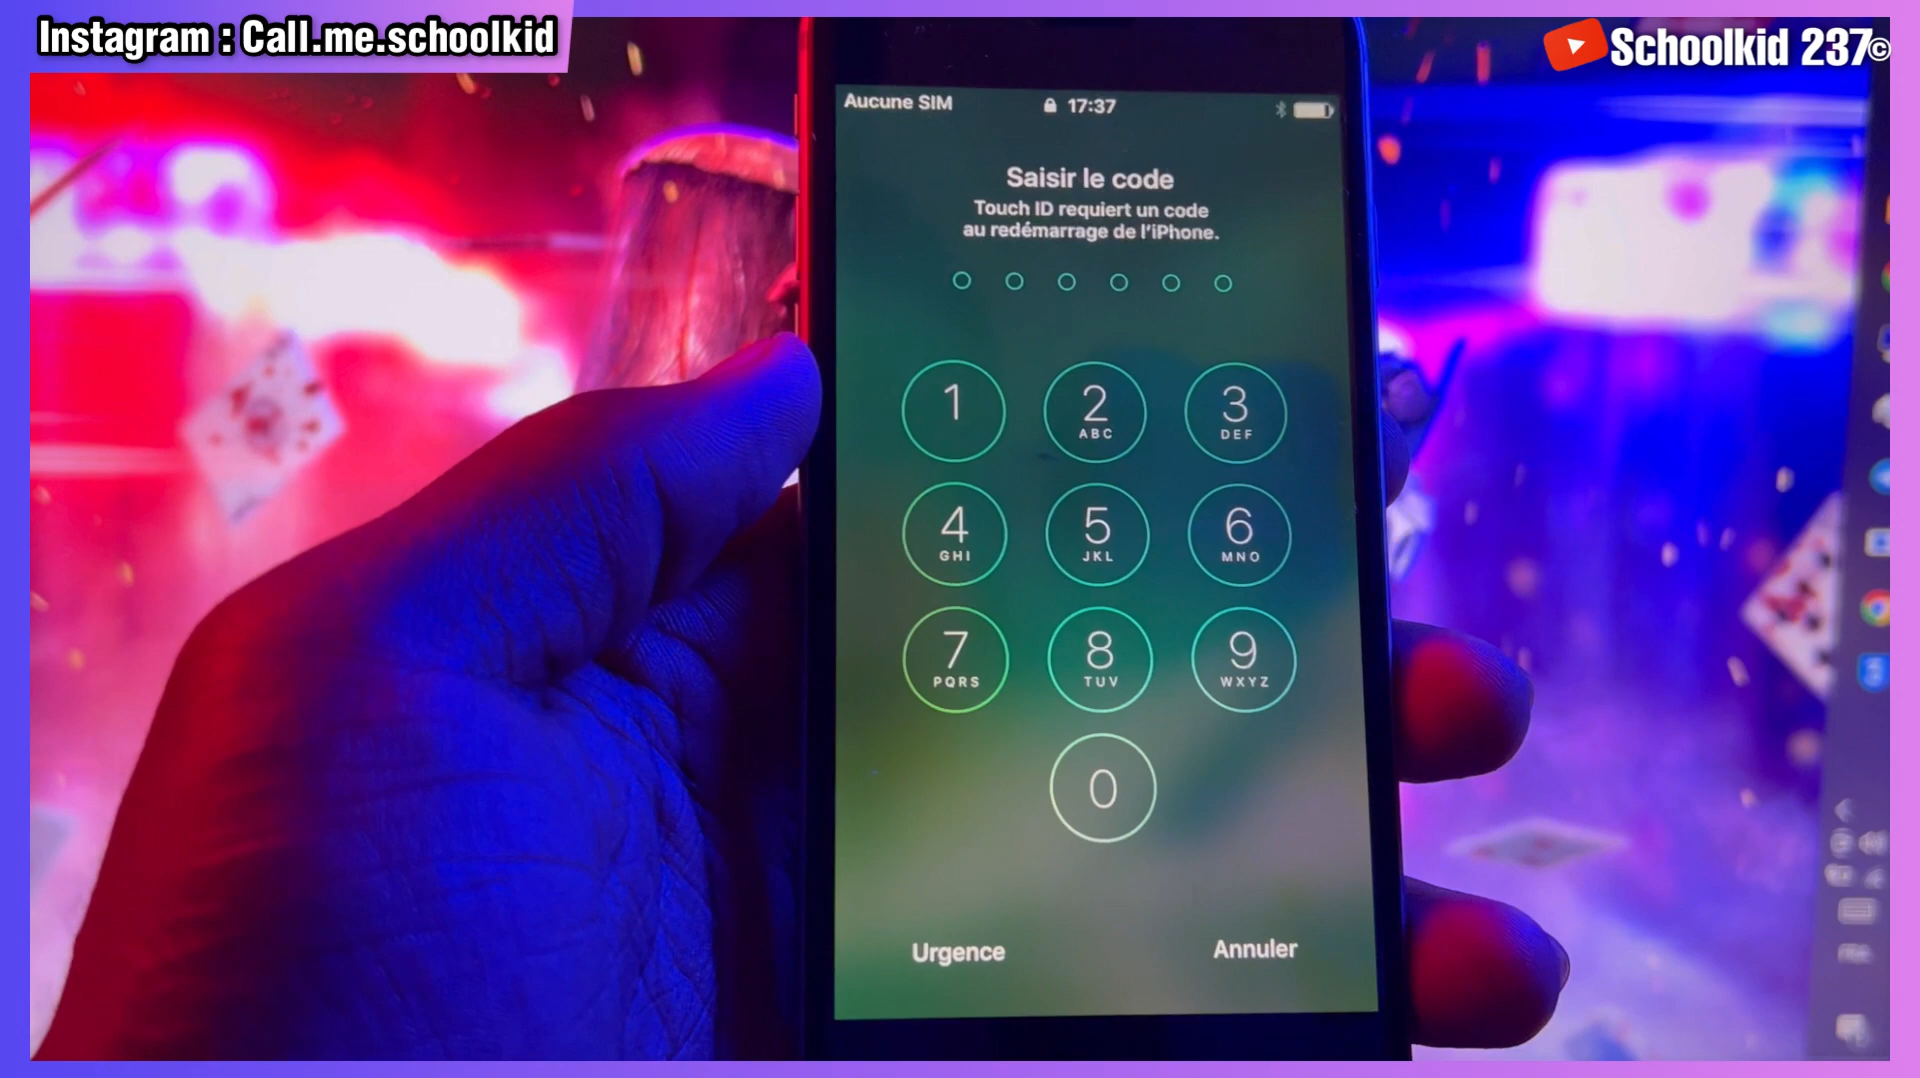 Instagram : Call.me.schoolkid
Schoolkid 237©
Aucune SIM 17:37
Saisir le code
Touch ID requiert un code
au redémarrage de l'iPhone.
1 2 3
ABC DEF
4 5 6
GHI JKL MNO
7 8 9
PQRS TUV WXYZ
0
Urgence Annuler